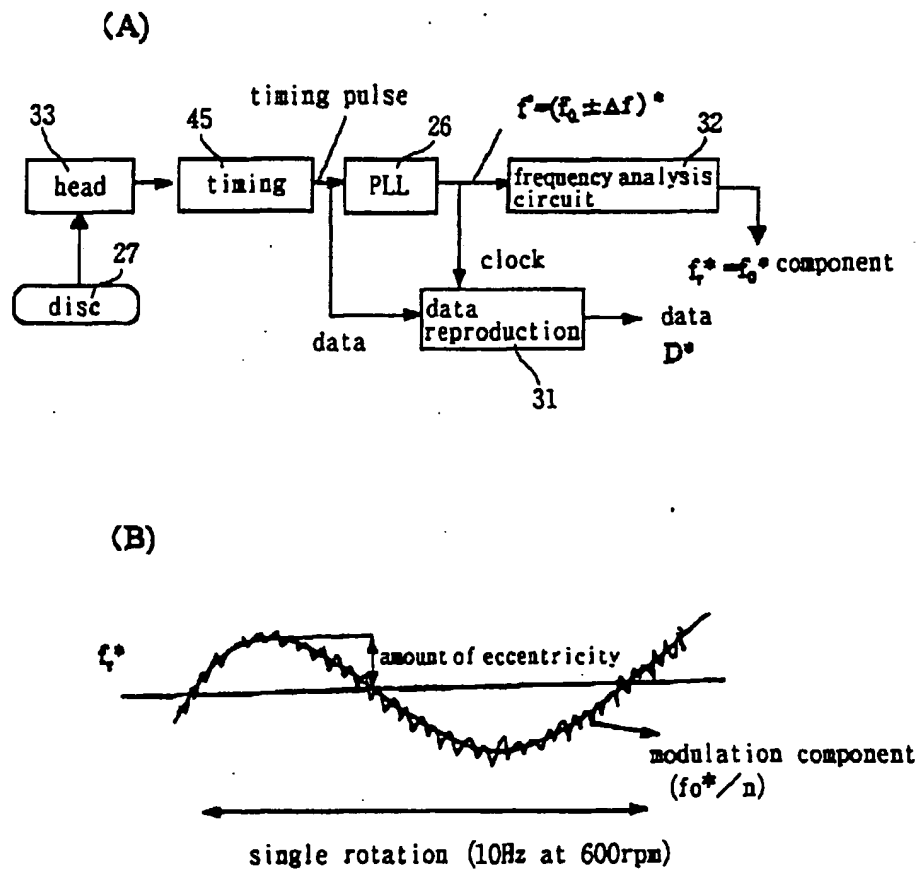 (A)
timing pulse
f=(f₀±Δf)*
33
45
26
32
head
timing
PLL
frequency analysis
circuit
27
disc
clock
fᵣ*=f₀* component
data
data
reproduction
data
D*
31
(B)
fᵣ*
amount of eccentricity
modulation component
(fo*/n)
single rotation (10Hz at 600rpm)